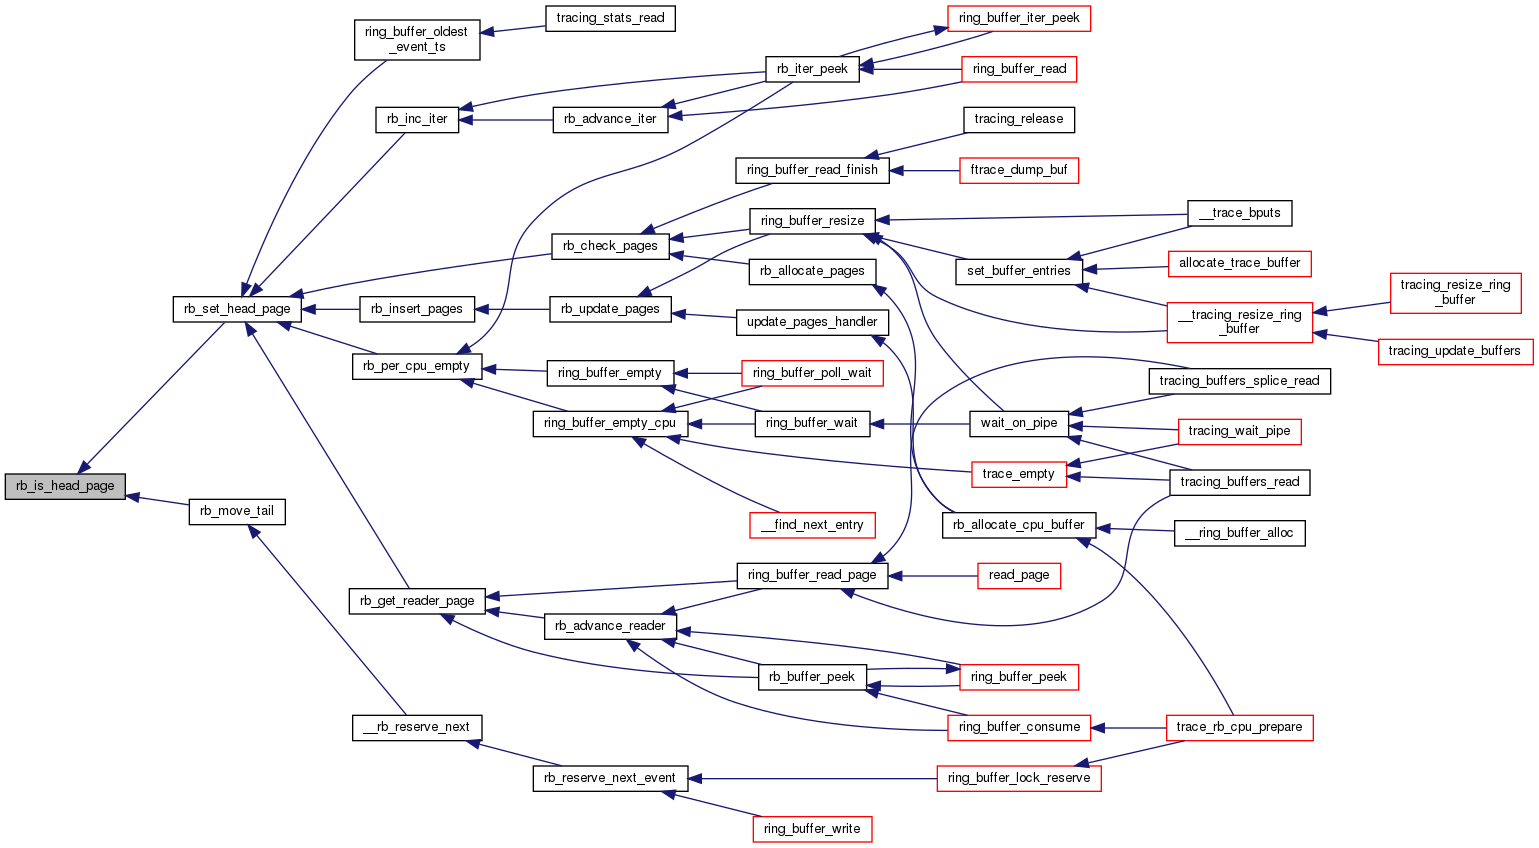 tracing_stats_read
ring_buffer_oldest
_event_ts
ring_buffer_iter_peek
rb_iter_peek
ring_buffer_read
rb_inc_iter
rb_advance_iter
tracing_release
ring_buffer_read_finish
ftrace_dump_buf
ring_buffer_resize
__trace_bputs
rb_check_pages
set_buffer_entries
allocate_trace_buffer
rb_allocate_pages
tracing_resize_ring
_buffer
rb_set_head_page
rb_insert_pages
rb_update_pages
update_pages_handler
__tracing_resize_ring
_buffer
tracing_update_buffers
rb_per_cpu_empty
ring_buffer_empty
ring_buffer_poll_wait
tracing_buffers_splice_read
ring_buffer_empty_cpu
ring_buffer_wait
wait_on_pipe
tracing_wait_pipe
trace_empty
tracing_buffers_read
rb_is_head_page
rb_move_tail
__find_next_entry
rb_allocate_cpu_buffer
__ring_buffer_alloc
rb_get_reader_page
ring_buffer_read_page
read_page
rb_advance_reader
rb_buffer_peek
ring_buffer_peek
__rb_reserve_next
ring_buffer_consume
trace_rb_cpu_prepare
rb_reserve_next_event
ring_buffer_lock_reserve
ring_buffer_write